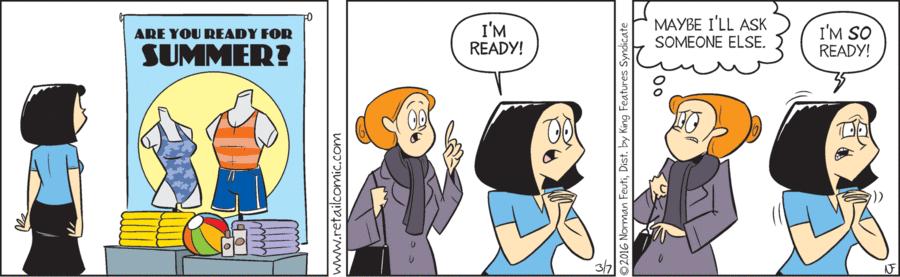 ARE YOU READY FOR
SUMMER?
www.retailcomic.com
I'M
READY!
3/7
©2016 Norman Feuti, Dist. by King Features Syndicate
MAYBE I'LL ASK
SOMEONE ELSE.
I'M SO
READY!
NF